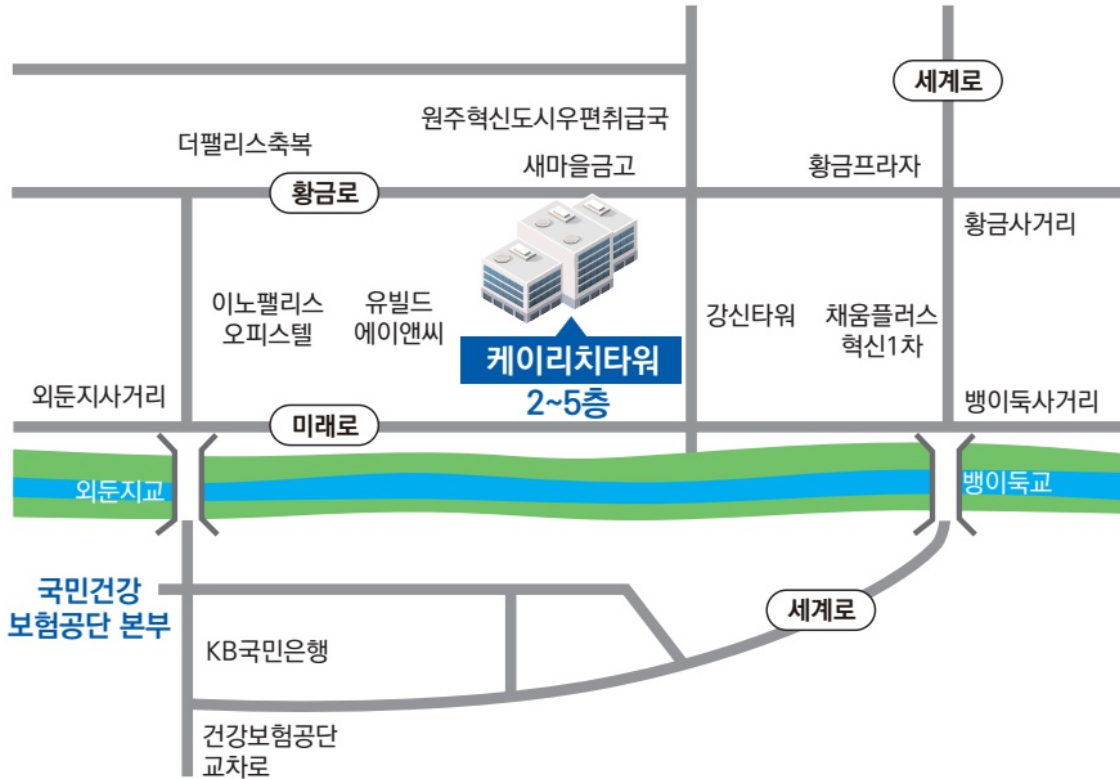 세계로
원주혁신도시우편취급국
더팰리스축복
새마을금고
황금프라자
황금로
황금사거리
이노팰리스
오피스텔
유빌드
에이앤씨
강신타워
채움플러스
혁신1차
케이리치타워
2~5층
외둔지사거리
미래로
뱅이둑사거리
외둔지교
뱅이둑교
국민건강
보험공단 본부
세계로
KB국민은행
건강보험공단
교차로